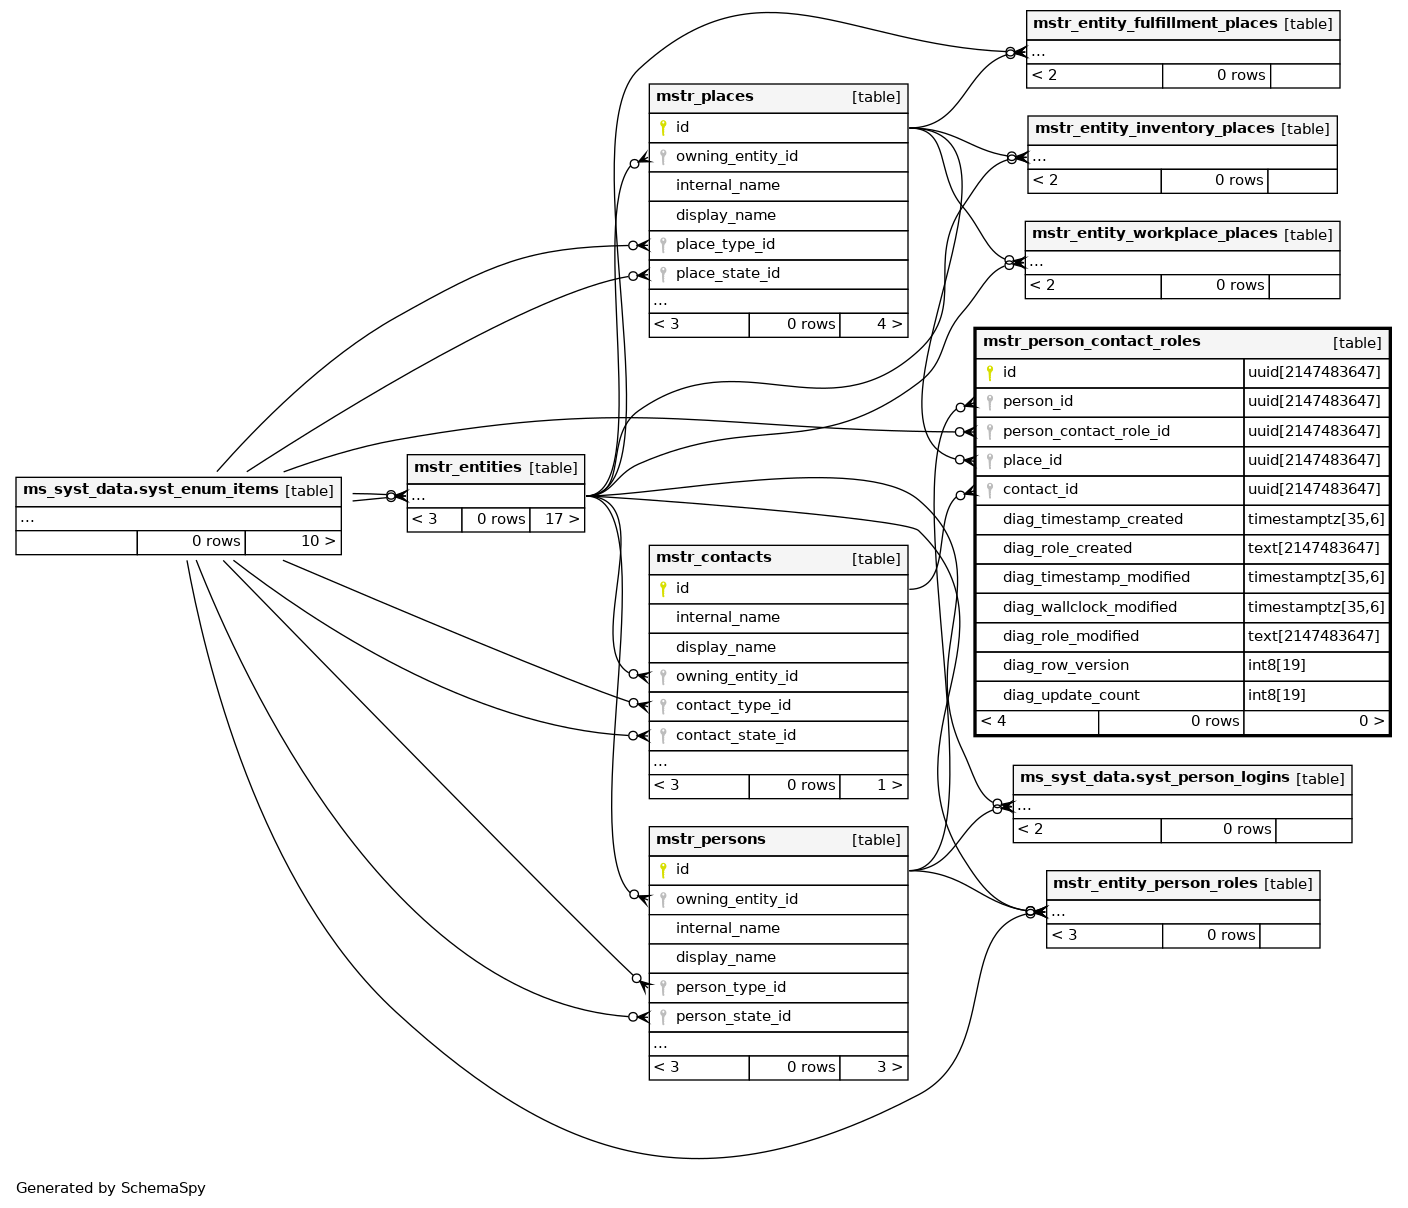 mstr_entity_fulfillment_places [table]
...
< 2 0 rows
mstr_places [table]
id
owning_entity_id
internal_name
display_name
place_type_id
place_state_id
...
< 3 0 rows 4 >
mstr_entity_inventory_places [table]
...
< 2 0 rows
mstr_entity_workplace_places [table]
...
< 2 0 rows
mstr_person_contact_roles [table]
id uuid[2147483647]
person_id uuid[2147483647]
person_contact_role_id uuid[2147483647]
place_id uuid[2147483647]
contact_id uuid[2147483647]
diag_timestamp_created timestamptz[35,6]
diag_role_created text[2147483647]
diag_timestamp_modified timestamptz[35,6]
diag_wallclock_modified timestamptz[35,6]
diag_role_modified text[2147483647]
diag_row_version int8[19]
diag_update_count int8[19]
< 4 0 rows 0 >
ms_syst_data.syst_enum_items [table]
...
0 rows 10 >
mstr_entities [table]
...
< 3 0 rows 17 >
mstr_contacts [table]
id
internal_name
display_name
owning_entity_id
contact_type_id
contact_state_id
...
< 3 0 rows 1 >
mstr_persons [table]
id
owning_entity_id
internal_name
display_name
person_type_id
person_state_id
...
< 3 0 rows 3 >
ms_syst_data.syst_person_logins [table]
...
< 2 0 rows
mstr_entity_person_roles [table]
...
< 3 0 rows
Generated by SchemaSpy